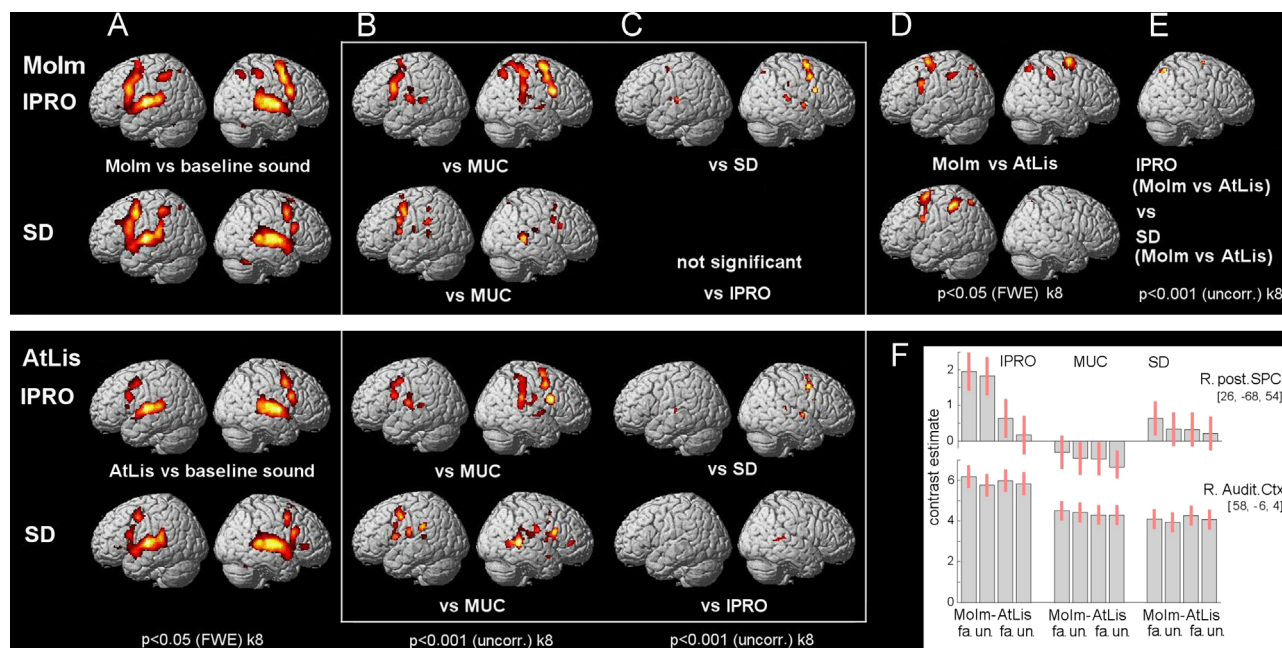 A B C D E
MoIm
IPRO
MoIm vs baseline sound
vs MUC
vs SD
MoIm vs AtLis
IPRO
(MoIm vs AtLis)
vs
SD
(MoIm vs AtLis)
SD
vs MUC
not significant
vs IPRO
p<0.05 (FWE) k8
p<0.001 (uncorr.) k8
AtLis
IPRO
AtLis vs baseline sound
vs MUC
vs SD
SD
vs MUC
vs IPRO
p<0.05 (FWE) k8
p<0.001 (uncorr.) k8
p<0.001 (uncorr.) k8
F
IPRO MUC SD
R. post.SPC
[26, -68, 54]
R. Audit.Ctx
[58, -6, 4]
contrast estimate
2
1
0
6
4
2
0
MoIm-AtLis MoIm-AtLis MoIm-AtLis
fa. un. fa. un. fa. un. fa. un. fa. un. fa. un.